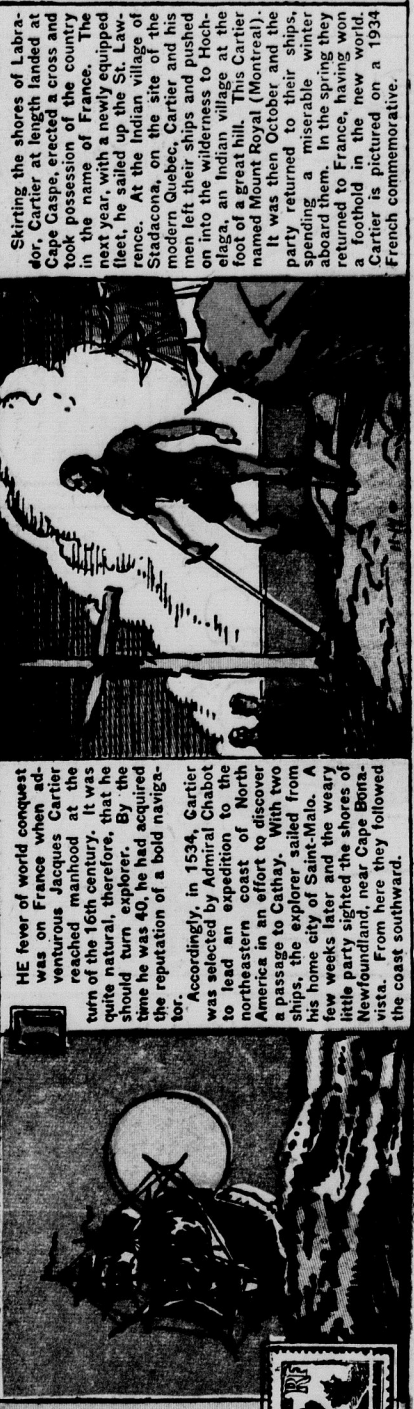 HE fever of world conquest
was on France when ad-
venturous Jacques Cartier
reached manhood at the
turn of the 16th century. It was
quite natural, therefore, that he
should turn explorer. By the
time he was 40, he had acquired
the reputation of a bold naviga-
tor.
Accordingly, in 1534, Cartier
was selected by Admiral Chabot
to lead an expedition to the
northeastern coast of North
America in an effort to discover
a passage to Cathay. With two
ships, the explorer sailed from
his home city of Saint-Malo. A
few weeks later and the weary
little party sighted the shores of
Newfoundland, near Cape Bona-
vista. From here they followed
the coast southward.
Skirting the shores of Labra-
dor, Cartier at length landed at
Cape Gaspe, erected a cross and
took possession of the country
in the name of France. The
next year, with a newly equipped
fleet, he sailed up the St. Law-
rence. At the Indian village of
Stadacona, on the site of the
modern Quebec, Cartier and his
men left their ships and pushed
on into the wilderness to Hoch-
elaga, an Indian village at the
foot of a great hill. This Cartier
named Mount Royal (Montreal).
It was then October and the
party returned to their ships,
spending a miserable winter
aboard them. In the spring they
returned to France, having won
a foothold in the new world.
Cartier is pictured on a 1934
French commemorative.
RF